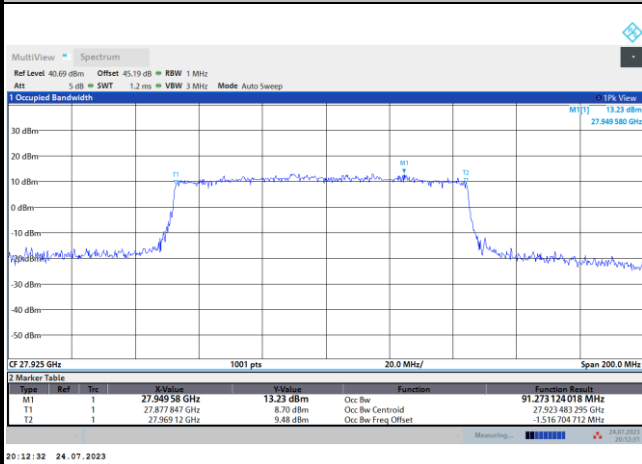 MultiView Spectrum
Ref Level 40.69 dBm Offset 45.19 dB RBW 1 MHz
Att 5 dB SWT 1.2 ms VBW 3 MHz Mode Auto Sweep
1 Occupied Bandwidth 1Pk View
M1[1] 13.23 dBm
27.949 580 GHz
30 dBm
20 dBm
M1
T1 T2
10 dBm
0 dBm
-10 dBm
-20 dBm
-30 dBm
-40 dBm
-50 dBm
CF 27.925 GHz 1001 pts 20.0 MHz/ Span 200.0 MHz
2 Marker Table
Type Ref Trc X-Value Y-Value Function Function Result
M1 1 27.949 58 GHz 13.23 dBm Occ Bw 91.273 124 018 MHz
T1 1 27.877 847 GHz 8.70 dBm Occ Bw Centroid 27.923 483 295 GHz
T2 1 27.969 12 GHz 9.48 dBm Occ Bw Freq Offset -1.516 704 712 MHz
Measuring... 24.07.2023
20:12:31
20:12:32 24.07.2023